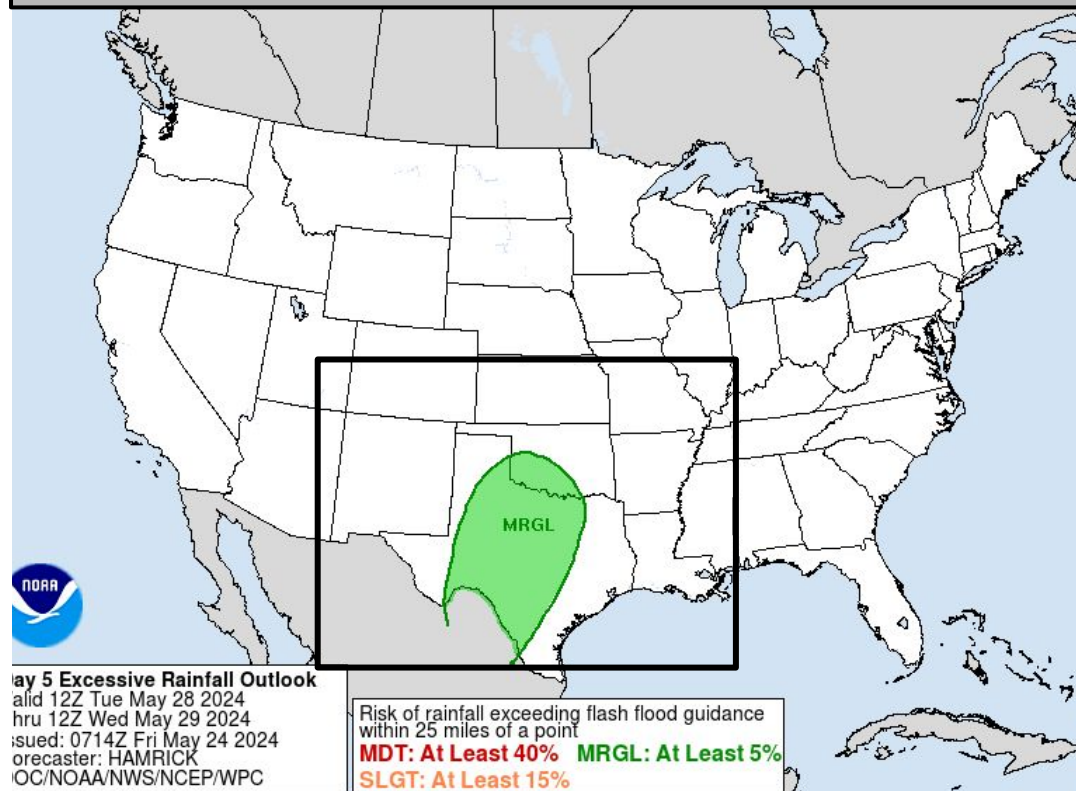 MRGL
NOAA
ay 5 Excessive Rainfall Outlook
alid 12Z Tue May 28 2024
hru 12Z Wed May 29 2024
ssued: 0714Z Fri May 24 2024
orecaster: HAMRICK
DOC/NOAA/NWS/NCEP/WPC
Risk of rainfall exceeding flash flood guidance
within 25 miles of a point
MDT: At Least 40% MRGL: At Least 5%
SLGT: At Least 15%